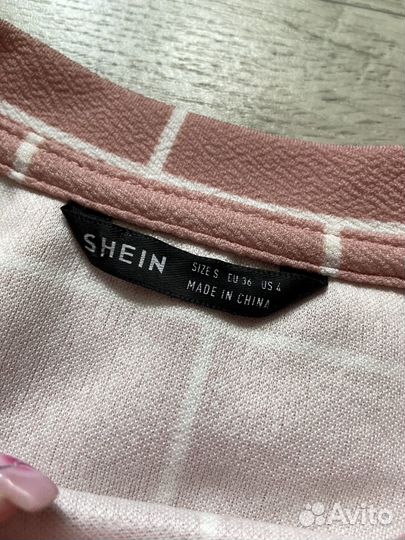 SHEIN
SIZE S EU 36 US 4
MADE IN CHINA
Avito